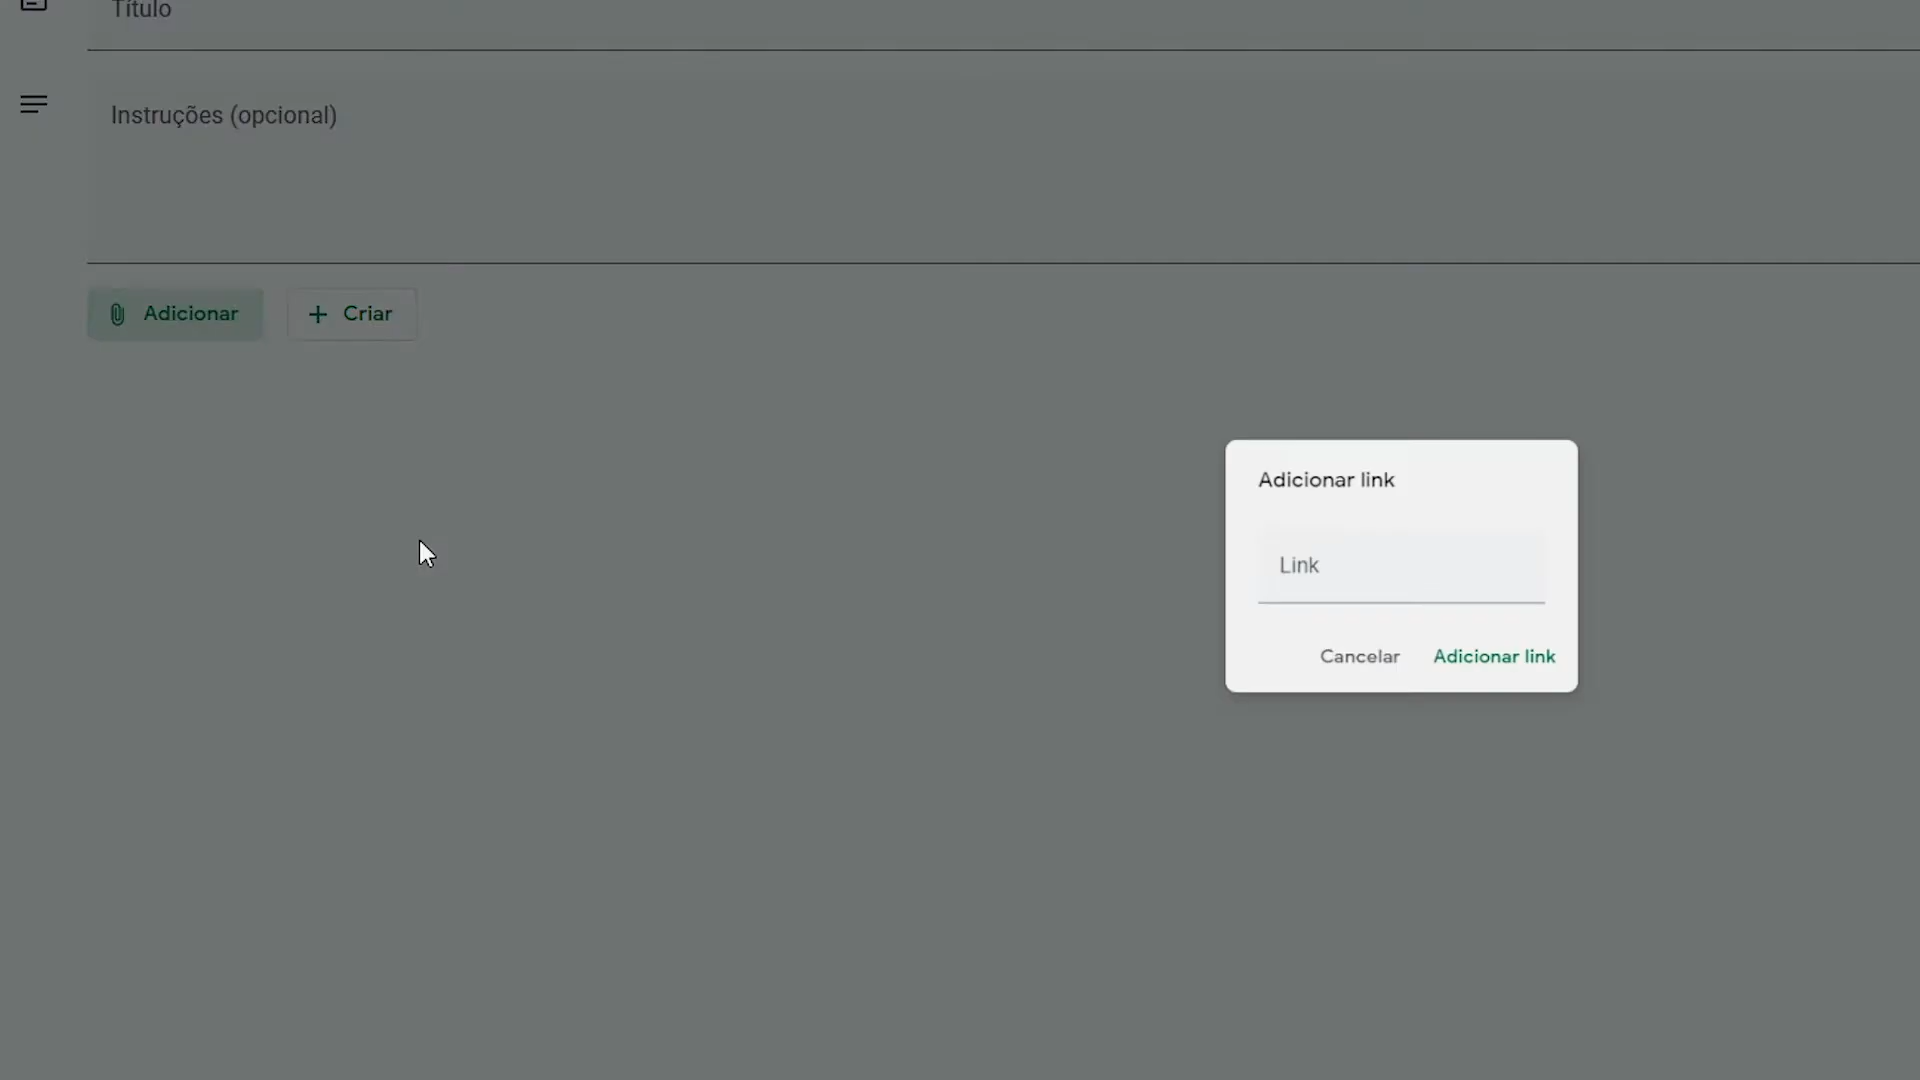 Título
Instruções (opcional)
Adicionar
Criar
Adicionar link
Link
Cancelar
Adicionar link